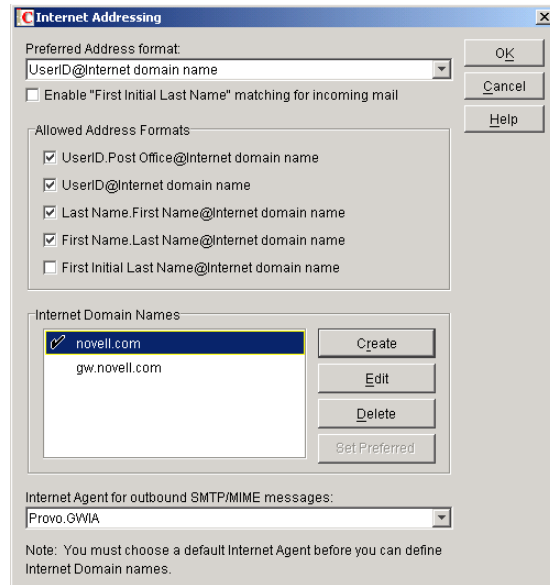 Internet Addressing
Preferred Address format:
UserID@Internet domain name
Enable "First Initial Last Name" matching for incoming mail
OK
Cancel
Help
Allowed Address Formats
UserID.Post Office@Internet domain name
UserID@Internet domain name
Last Name.First Name@Internet domain name
First Name.Last Name@Internet domain name
First Initial Last Name@Internet domain name
Internet Domain Names
novell.com
gw.novell.com
Create
Edit
Delete
Set Preferred
Internet Agent for outbound SMTP/MIME messages:
Provo.GWIA
Note: You must choose a default Internet Agent before you can define
Internet Domain names.